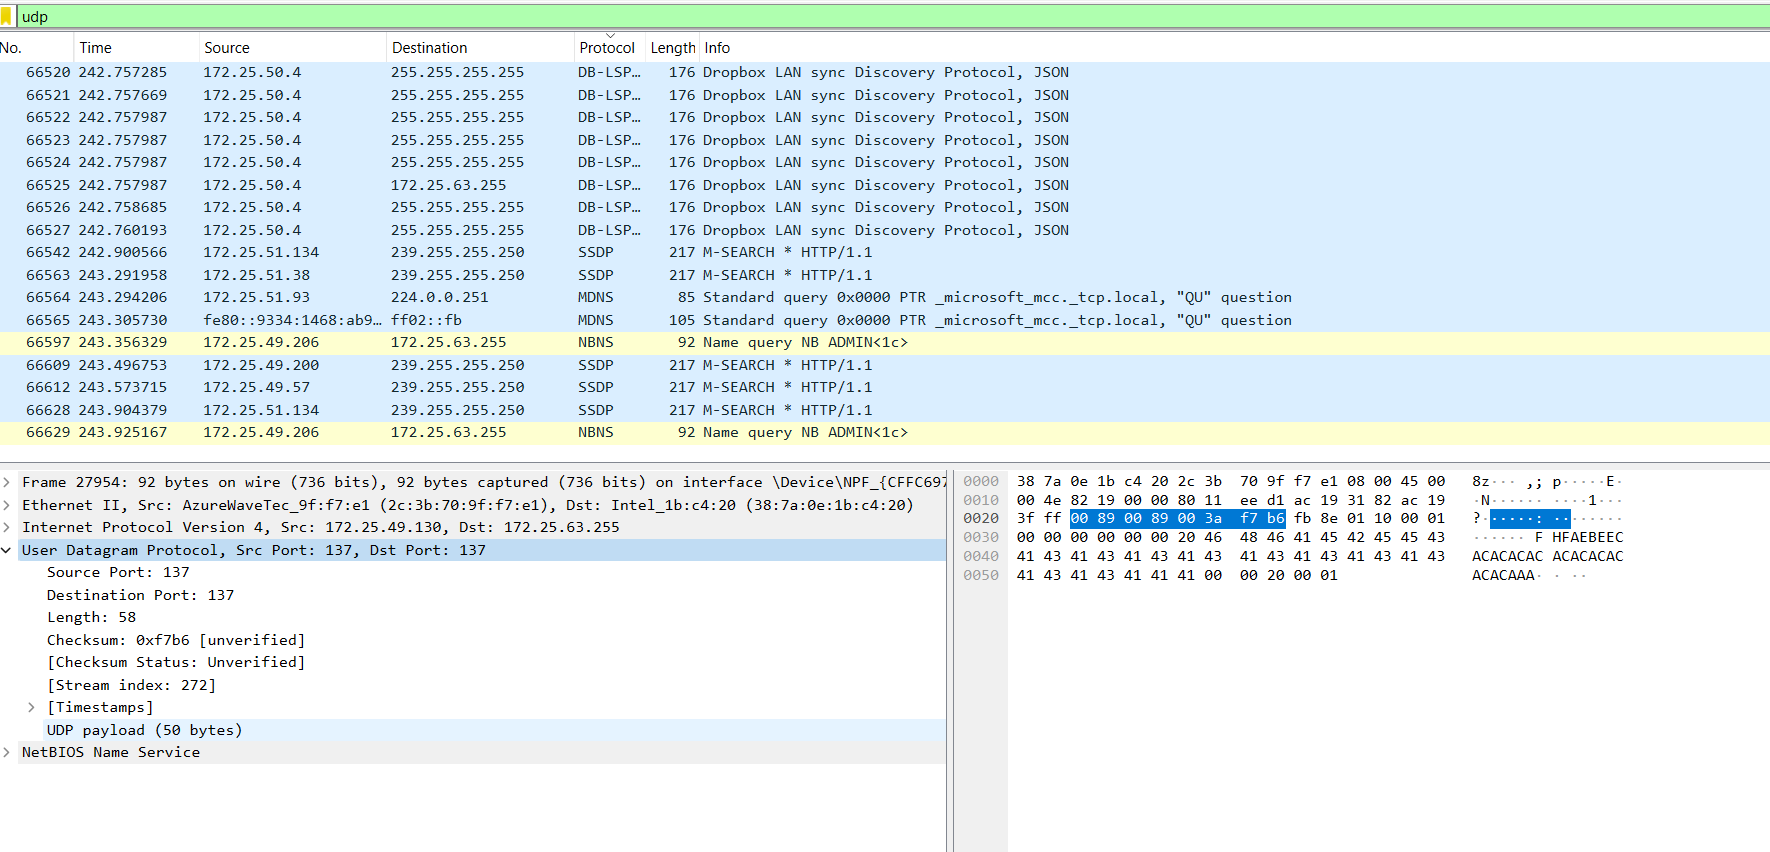 udp
No. Time Source Destination Protocol Length Info
66520 242.757285 172.25.50.4 255.255.255.255 DB-LSP… 176 Dropbox LAN sync Discovery Protocol, JSON
66521 242.757669 172.25.50.4 255.255.255.255 DB-LSP… 176 Dropbox LAN sync Discovery Protocol, JSON
66522 242.757987 172.25.50.4 255.255.255.255 DB-LSP… 176 Dropbox LAN sync Discovery Protocol, JSON
66523 242.757987 172.25.50.4 255.255.255.255 DB-LSP… 176 Dropbox LAN sync Discovery Protocol, JSON
66524 242.757987 172.25.50.4 255.255.255.255 DB-LSP… 176 Dropbox LAN sync Discovery Protocol, JSON
66525 242.757987 172.25.50.4 172.25.63.255 DB-LSP… 176 Dropbox LAN sync Discovery Protocol, JSON
66526 242.758685 172.25.50.4 255.255.255.255 DB-LSP… 176 Dropbox LAN sync Discovery Protocol, JSON
66527 242.760193 172.25.50.4 255.255.255.255 DB-LSP… 176 Dropbox LAN sync Discovery Protocol, JSON
66542 242.900566 172.25.51.134 239.255.255.250 SSDP 217 M-SEARCH * HTTP/1.1
66563 243.291958 172.25.51.38 239.255.255.250 SSDP 217 M-SEARCH * HTTP/1.1
66564 243.294206 172.25.51.93 224.0.0.251 MDNS 85 Standard query 0x0000 PTR _microsoft_mcc._tcp.local, "QU" question
66565 243.305730 fe80::9334:1468:ab9… ff02::fb MDNS 105 Standard query 0x0000 PTR _microsoft_mcc._tcp.local, "QU" question
66597 243.356329 172.25.49.206 172.25.63.255 NBNS 92 Name query NB ADMIN<1c>
66609 243.496753 172.25.49.200 239.255.255.250 SSDP 217 M-SEARCH * HTTP/1.1
66612 243.573715 172.25.49.57 239.255.255.250 SSDP 217 M-SEARCH * HTTP/1.1
66628 243.904379 172.25.51.134 239.255.255.250 SSDP 217 M-SEARCH * HTTP/1.1
66629 243.925167 172.25.49.206 172.25.63.255 NBNS 92 Name query NB ADMIN<1c>
Frame 27954: 92 bytes on wire (736 bits), 92 bytes captured (736 bits) on interface \Device\NPF_{CFFC697
Ethernet II, Src: AzureWaveTec_9f:f7:e1 (2c:3b:70:9f:f7:e1), Dst: Intel_1b:c4:20 (38:7a:0e:1b:c4:20)
Internet Protocol Version 4, Src: 172.25.49.130, Dst: 172.25.63.255
User Datagram Protocol, Src Port: 137, Dst Port: 137
Source Port: 137
Destination Port: 137
Length: 58
Checksum: 0xf7b6 [unverified]
[Checksum Status: Unverified]
[Stream index: 272]
[Timestamps]
UDP payload (50 bytes)
NetBIOS Name Service
0000 38 7a 0e 1b c4 20 2c 3b 70 9f f7 e1 08 00 45 00 8z··· ,; p·····E·
0010 00 4e 82 19 00 00 80 11 ee d1 ac 19 31 82 ac 19 ·N······ ····1···
0020 3f ff 00 89 00 89 00 3a f7 b6 fb 8e 01 10 00 01 ?······: ········
0030 00 00 00 00 00 00 20 46 48 46 41 45 42 45 45 43 ······ F HFAEBEEC
0040 41 43 41 43 41 43 41 43 41 43 41 43 41 43 41 43 ACACACAC ACACACAC
0050 41 43 41 43 41 41 41 00 00 20 00 01 ACACAAA· · ··